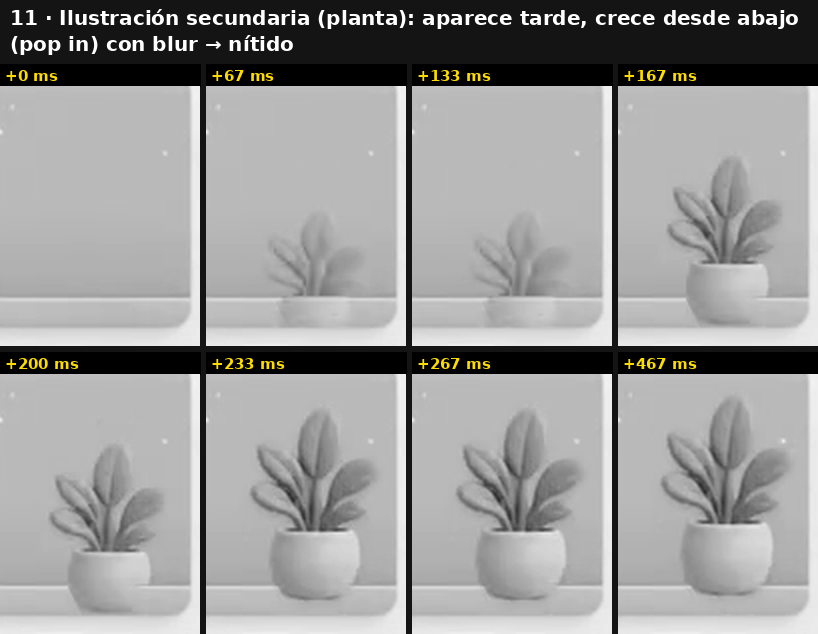 11 · Ilustración secundaria (planta): aparece tarde, crece desde abajo
(pop in) con blur → nítido
+0 ms
+67 ms
+133 ms
+167 ms
+200 ms
+233 ms
+267 ms
+467 ms